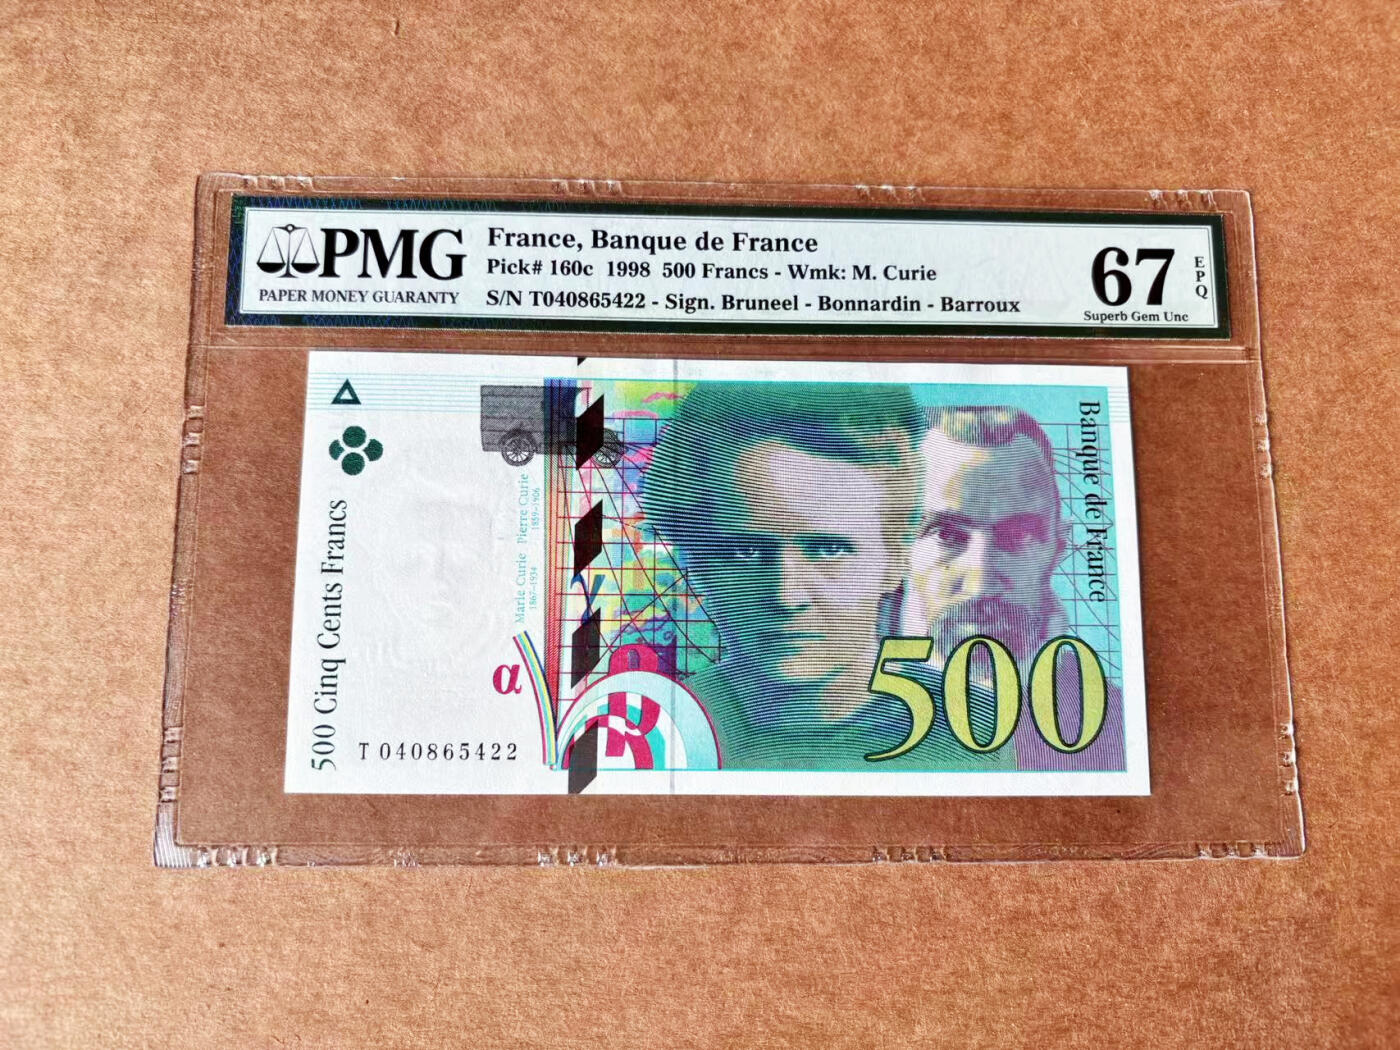 PMG
PAPER MONEY GUARANTY
France, Banque de France
Pick# 160c 1998 500 Francs - Wmk: M. Curie
S/N T040865422 - Sign. Bruneel - Bonnardin - Barroux
67
EPQ
Superb Gem Unc
500 Cinq Cents Francs
Marie Curie Pierre Curie
1867-1934 1859-1906
α
γ
β
T 040865422
Banque de France
500